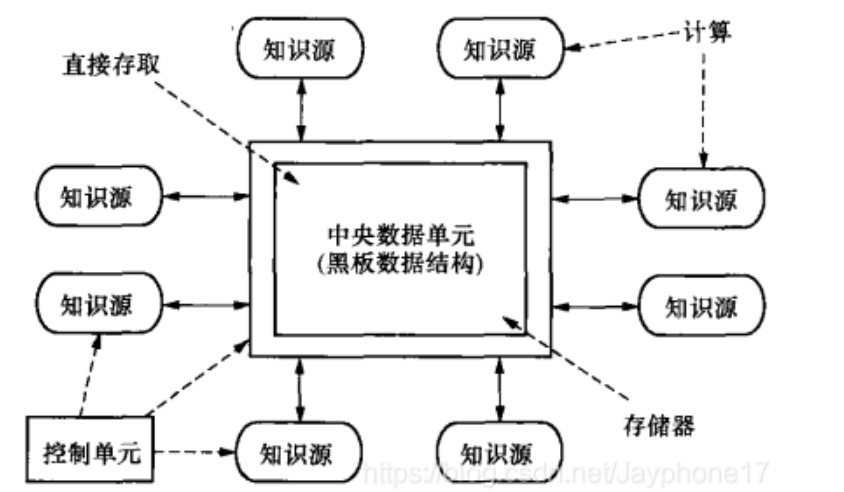 知识源
知识源
计算
直接存取
知识源
知识源
中央数据单元
(黑板数据结构)
知识源
知识源
控制单元
知识源
知识源
存储器
https://blog.csdn.net/Jayphone17